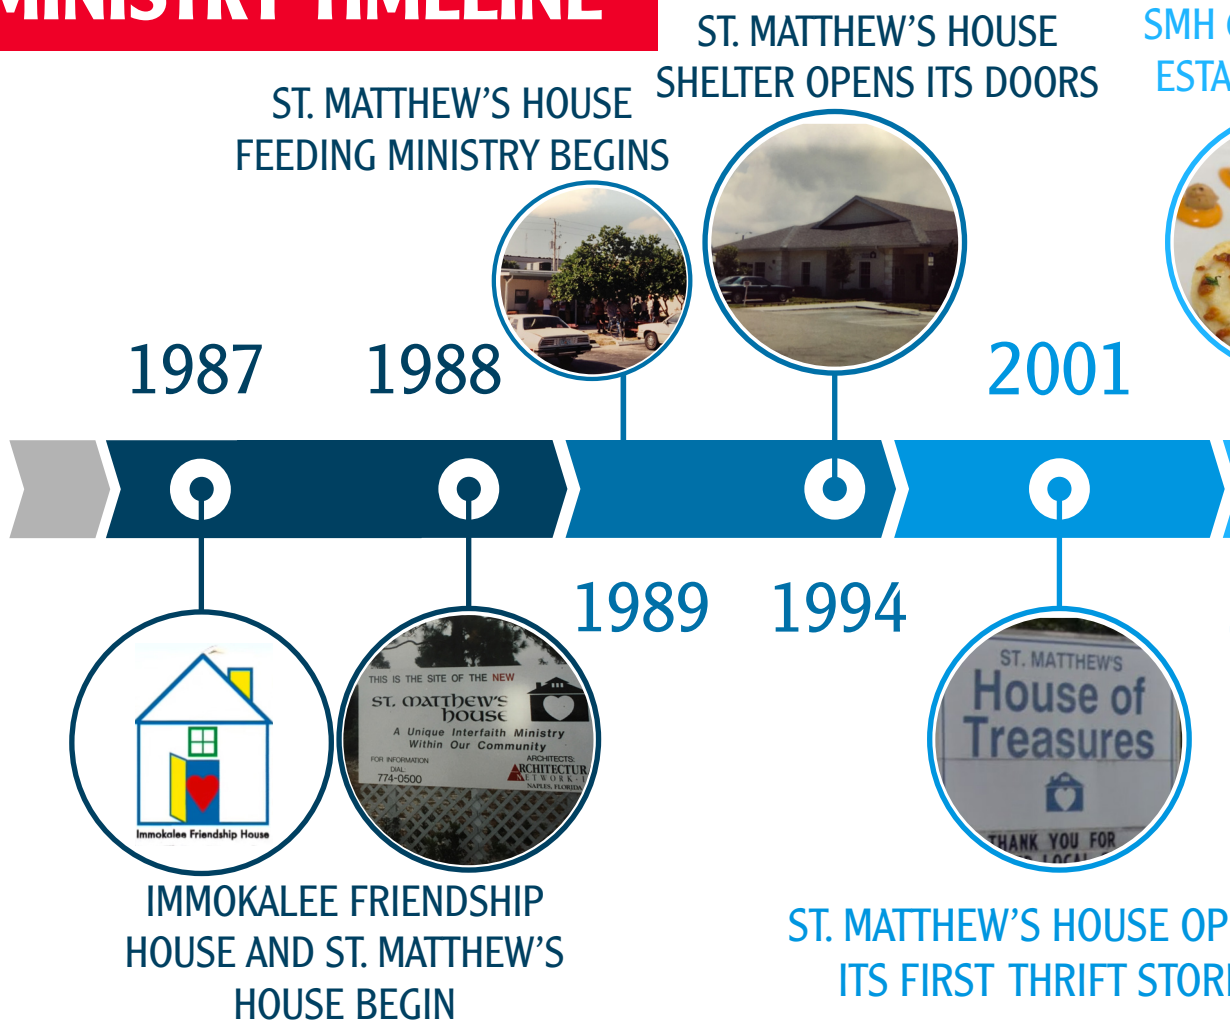 MINISTRY TIMELINE
ST. MATTHEW'S HOUSE
FEEDING MINISTRY BEGINS
ST. MATTHEW'S HOUSE
SHELTER OPENS ITS DOORS
SMH
1987
1988
2001
1989
1994
Immokalee Friendship House
THIS IS THE SITE OF THE NEW
ST. MATTHEW'S
HOUSE
A Unique Interfaith Ministry
Within Our Community
FOR INFORMATION
DIAL:
774-0500
ARCHITECTS:
NAPLES, FLORIDA
ST. MATTHEW'S
House of
Treasures
THANK YOU FOR
LOCAL
IMMOKALEE FRIENDSHIP
HOUSE AND ST. MATTHEW'S
HOUSE BEGIN
ST. MATTHEW'S HOUSE OP
ITS FIRST THRIFT STORE